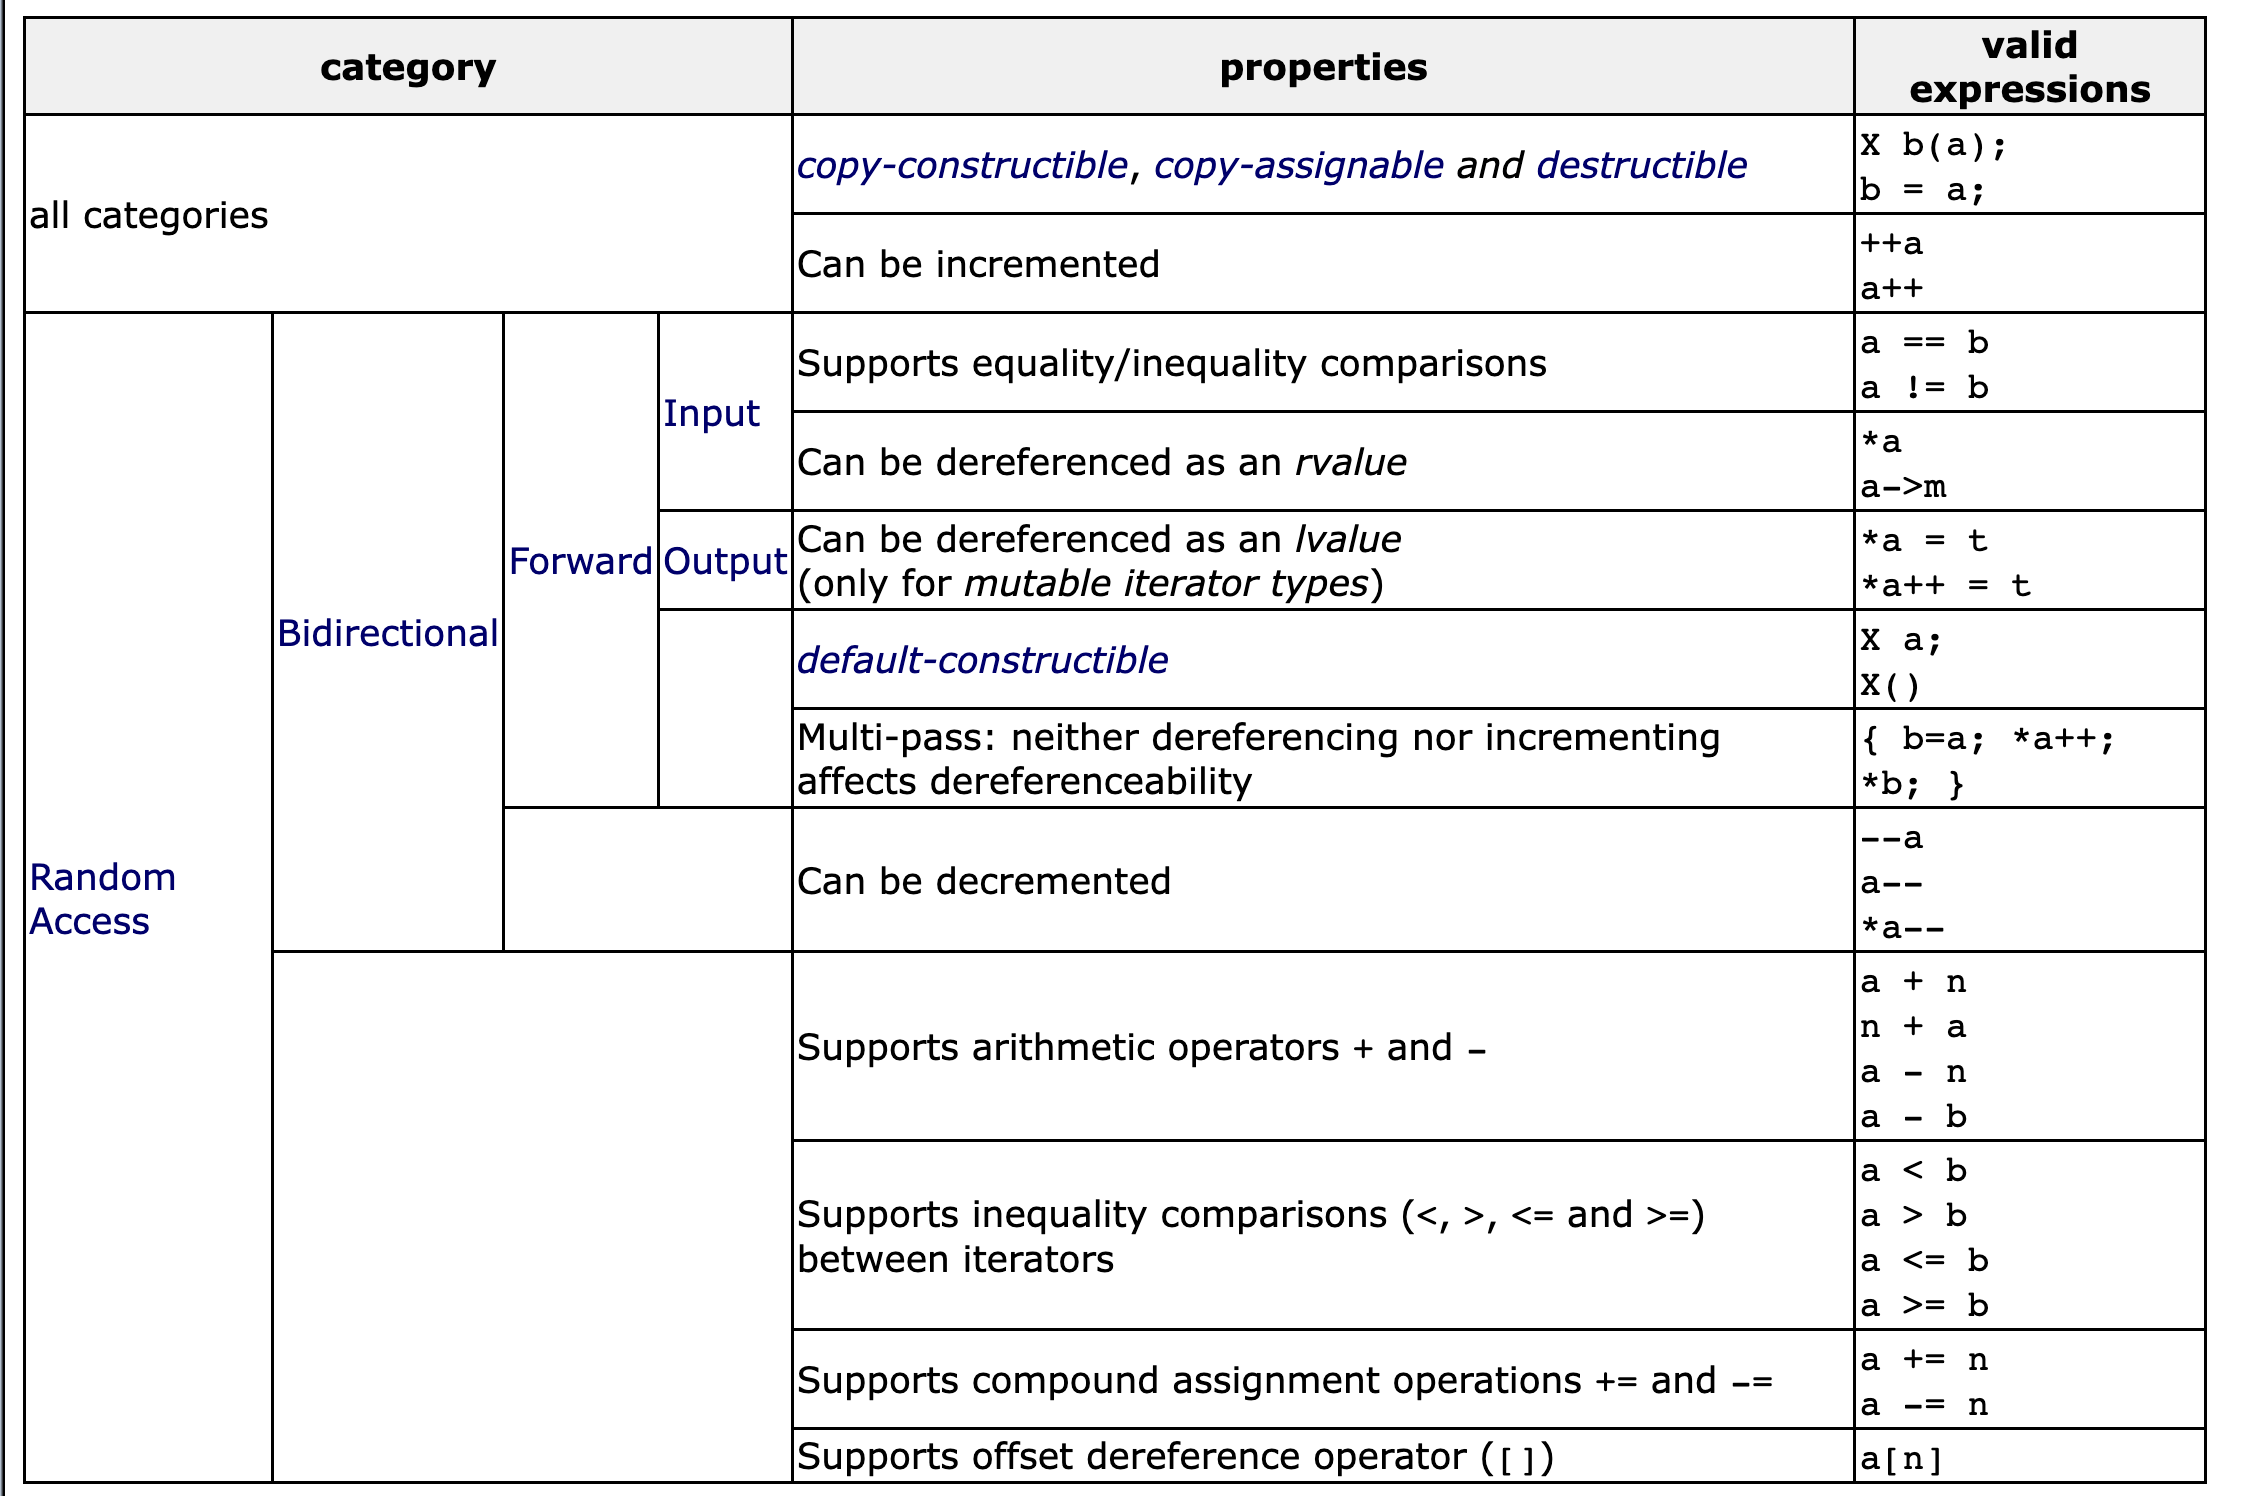 category
properties
valid
expressions
all categories
copy-constructible, copy-assignable and destructible
X b(a);
b = a;
Can be incremented
++a
a++
Random
Access
Bidirectional
Forward
Input
Supports equality/inequality comparisons
a == b
a != b
Can be dereferenced as an rvalue
*a
a->m
Output
Can be dereferenced as an lvalue
(only for mutable iterator types)
*a = t
*a++ = t
default-constructible
X a;
X()
Multi-pass: neither dereferencing nor incrementing
affects dereferenceability
{ b=a; *a++;
*b; }
Can be decremented
--a
a--
*a--
Supports arithmetic operators + and -
a + n
n + a
a - n
a - b
Supports inequality comparisons (<, >, <= and >=)
between iterators
a < b
a > b
a <= b
a >= b
Supports compound assignment operations += and -=
a += n
a -= n
Supports offset dereference operator ([])
a[n]